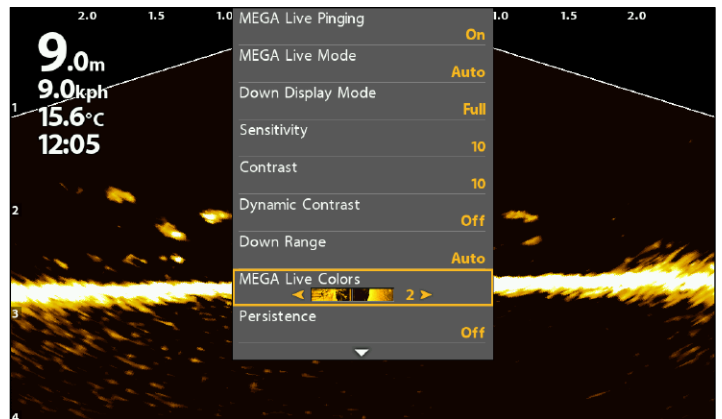 2.0 1.5 1.0 1.0 1.5 2.0
9.0m
9.0kph
15.6°C
12:05
1
2
3
4
MEGA Live Pinging
On
MEGA Live Mode
Auto
Down Display Mode
Full
Sensitivity
10
Contrast
10
Dynamic Contrast
Off
Down Range
Auto
MEGA Live Colors
2
Persistence
Off